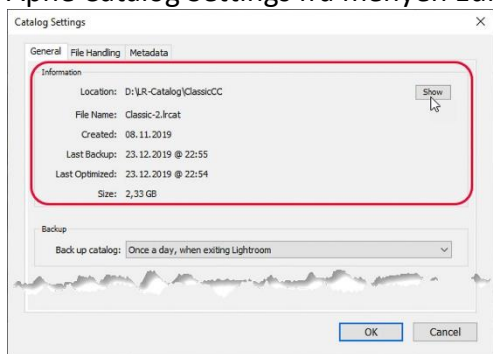 Catalog Settings
General File Handling Metadata
Information
Location: D:\LR-Catalog\ClassicCC
Show
File Name: Classic-2.lrcat
Created: 08.11.2019
Last Backup: 23.12.2019 @ 22:55
Last Optimized: 23.12.2019 @ 22:54
Size: 2,33 GB
Backup
Back up catalog: Once a day, when exiting Lightroom
OK Cancel